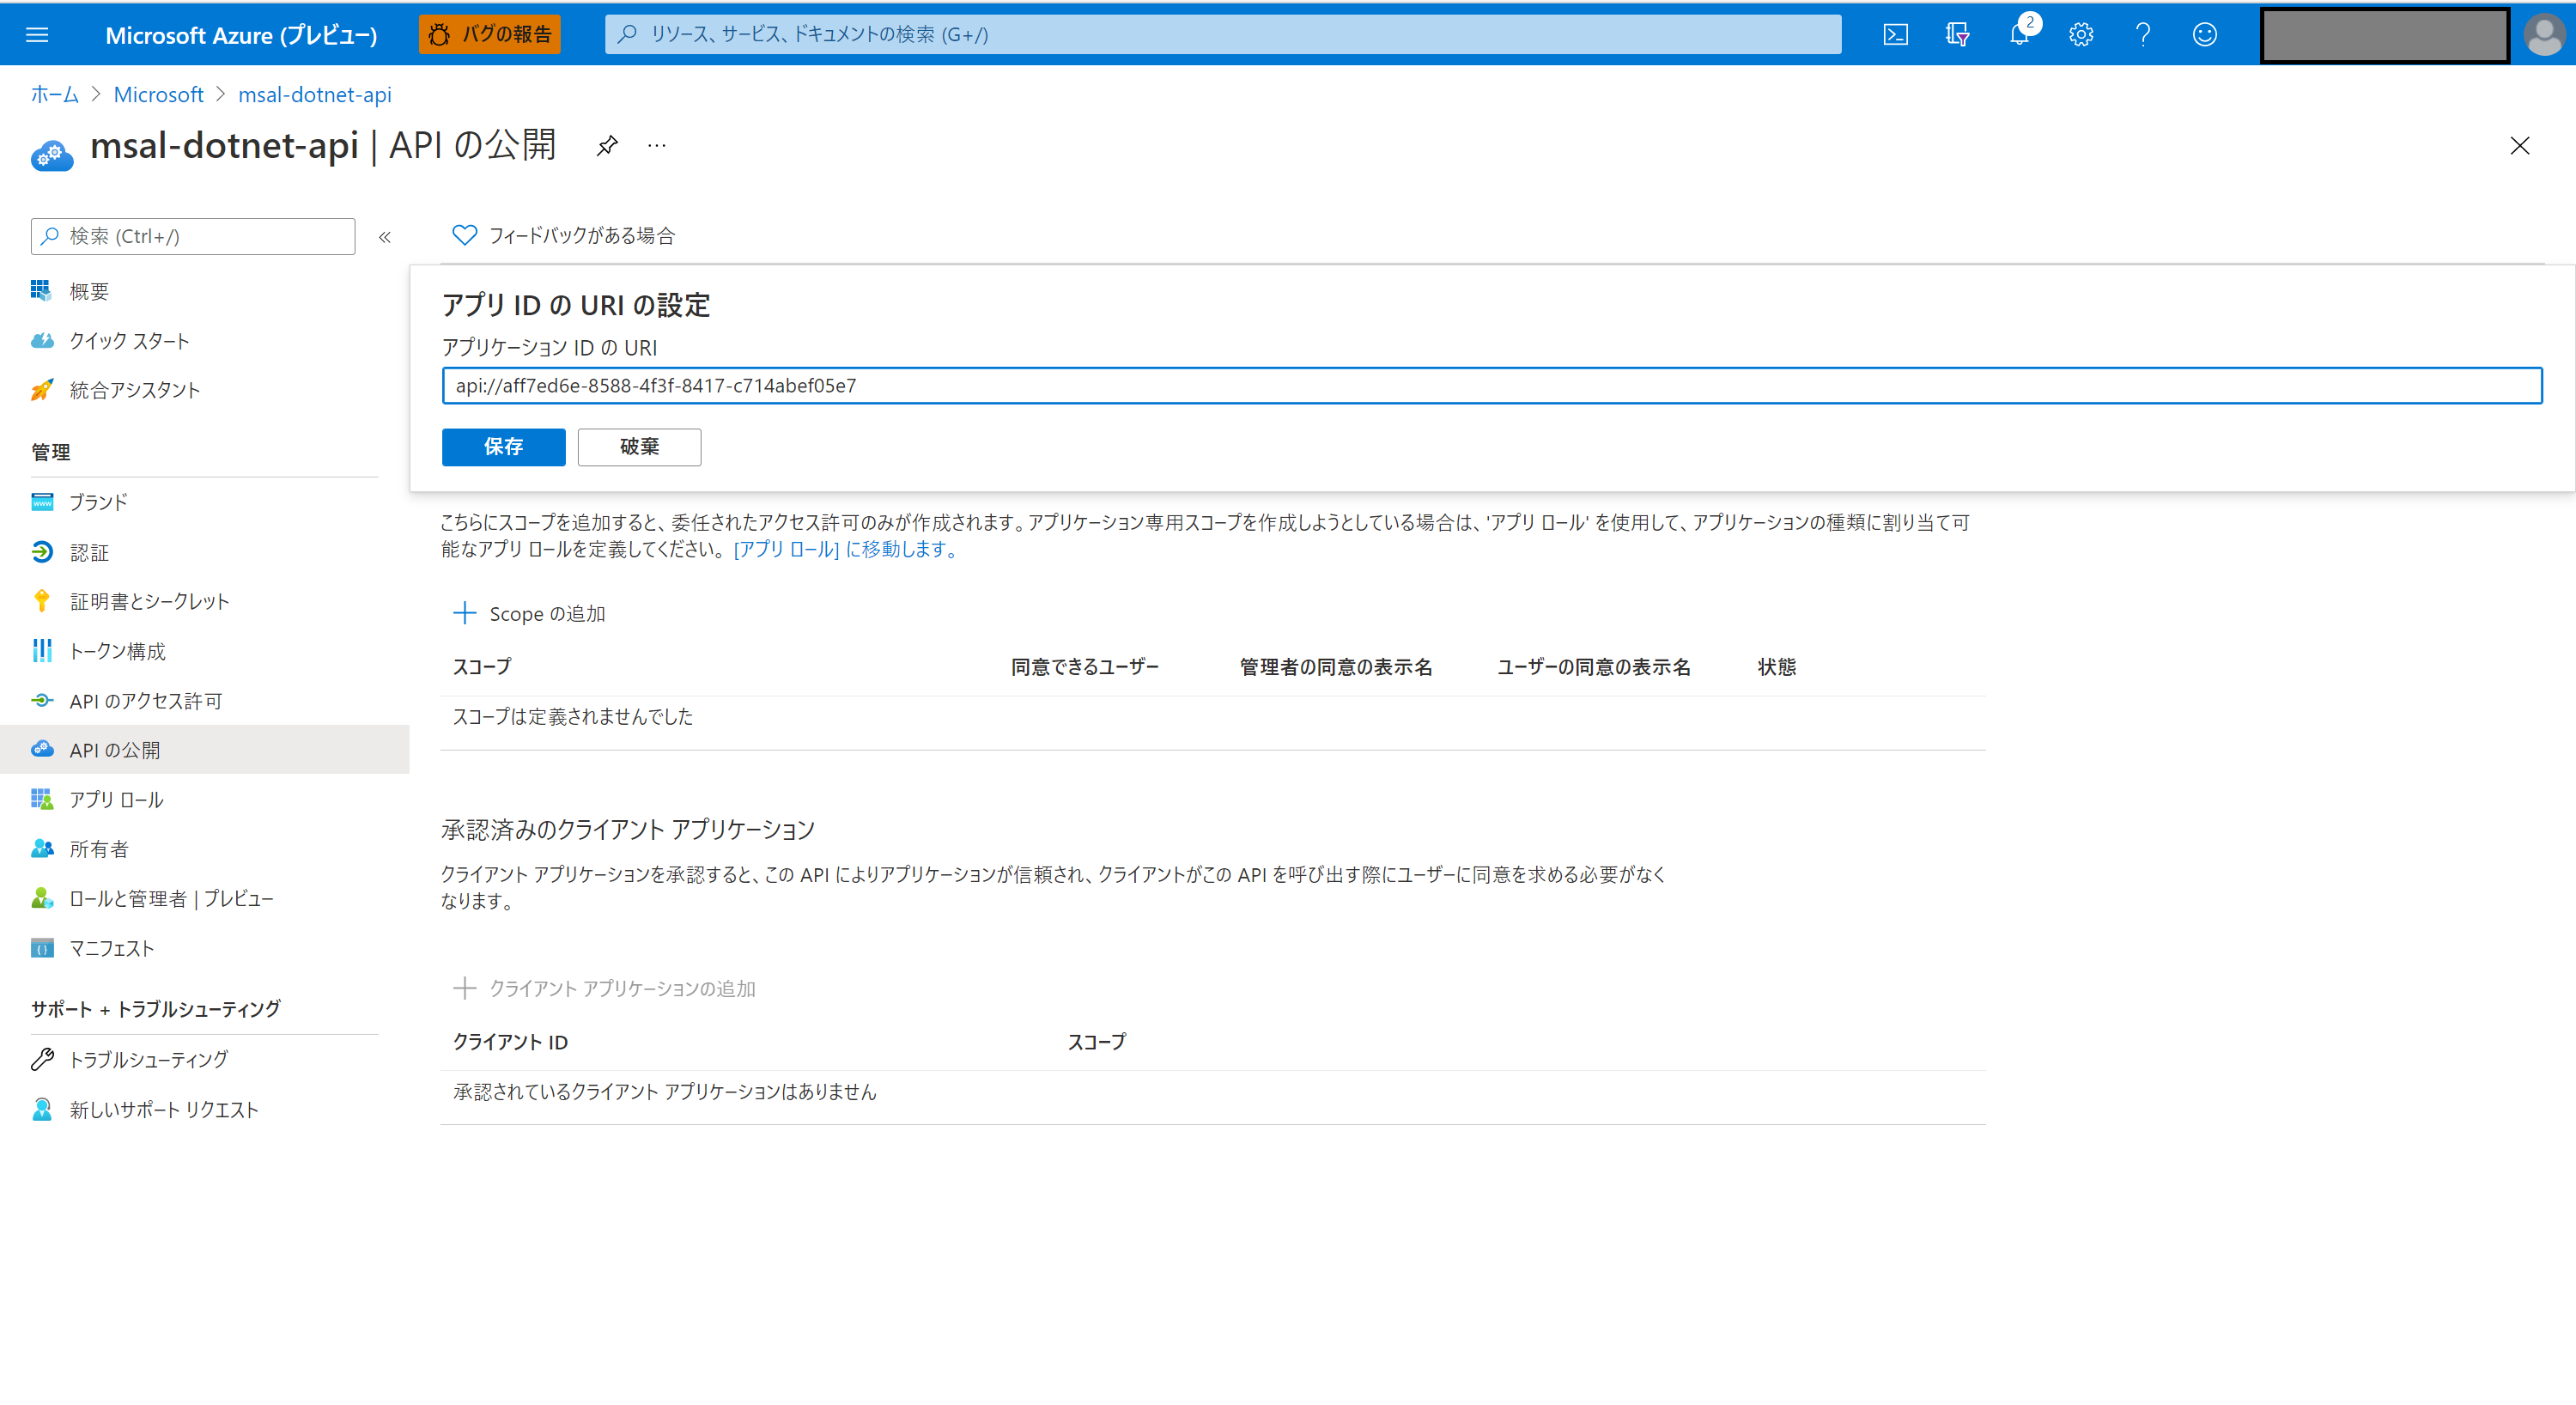 Microsoft Azure (プレビュー)
バグの報告
リソース、サービス、ドキュメントの検索 (G+/)
2
ホーム > Microsoft > msal-dotnet-api
msal-dotnet-api | API の公開
検索 (Ctrl+/)
フィードバックがある場合
概要
クイック スタート
統合アシスタント
管理
ブランド
認証
証明書とシークレット
トークン構成
API のアクセス許可
API の公開
アプリ ロール
所有者
ロールと管理者 | プレビュー
マニフェスト
サポート + トラブルシューティング
トラブルシューティング
新しいサポート リクエスト
アプリ ID の URI の設定
アプリケーション ID の URI
api://aff7ed6e-8588-4f3f-8417-c714abef05e7
保存
破棄
こちらにスコープを追加すると、委任されたアクセス許可のみが作成されます。アプリケーション専用スコープを作成しようとしている場合は、'アプリ ロール' を使用して、アプリケーションの種類に割り当て可
能なアプリ ロールを定義してください。 [アプリ ロール] に移動します。
Scope の追加
スコープ 同意できるユーザー 管理者の同意の表示名 ユーザーの同意の表示名 状態
スコープは定義されませんでした
承認済みのクライアント アプリケーション
クライアント アプリケーションを承認すると、この API によりアプリケーションが信頼され、クライアントがこの API を呼び出す際にユーザーに同意を求める必要がなく
なります。
クライアント アプリケーションの追加
クライアント ID スコープ
承認されているクライアント アプリケーションはありません